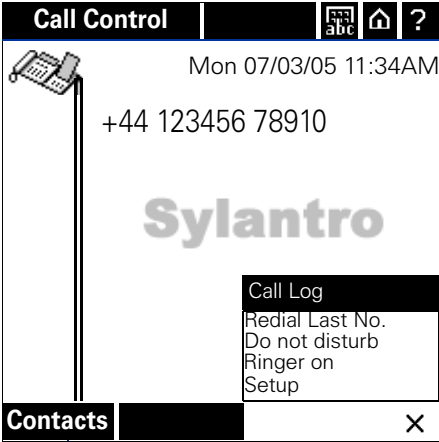 Call Control
abc
?
Mon 07/03/05 11:34AM
+44 123456 78910
Sylantro
Call Log
Redial Last No.
Do not disturb
Ringer on
Setup
Contacts